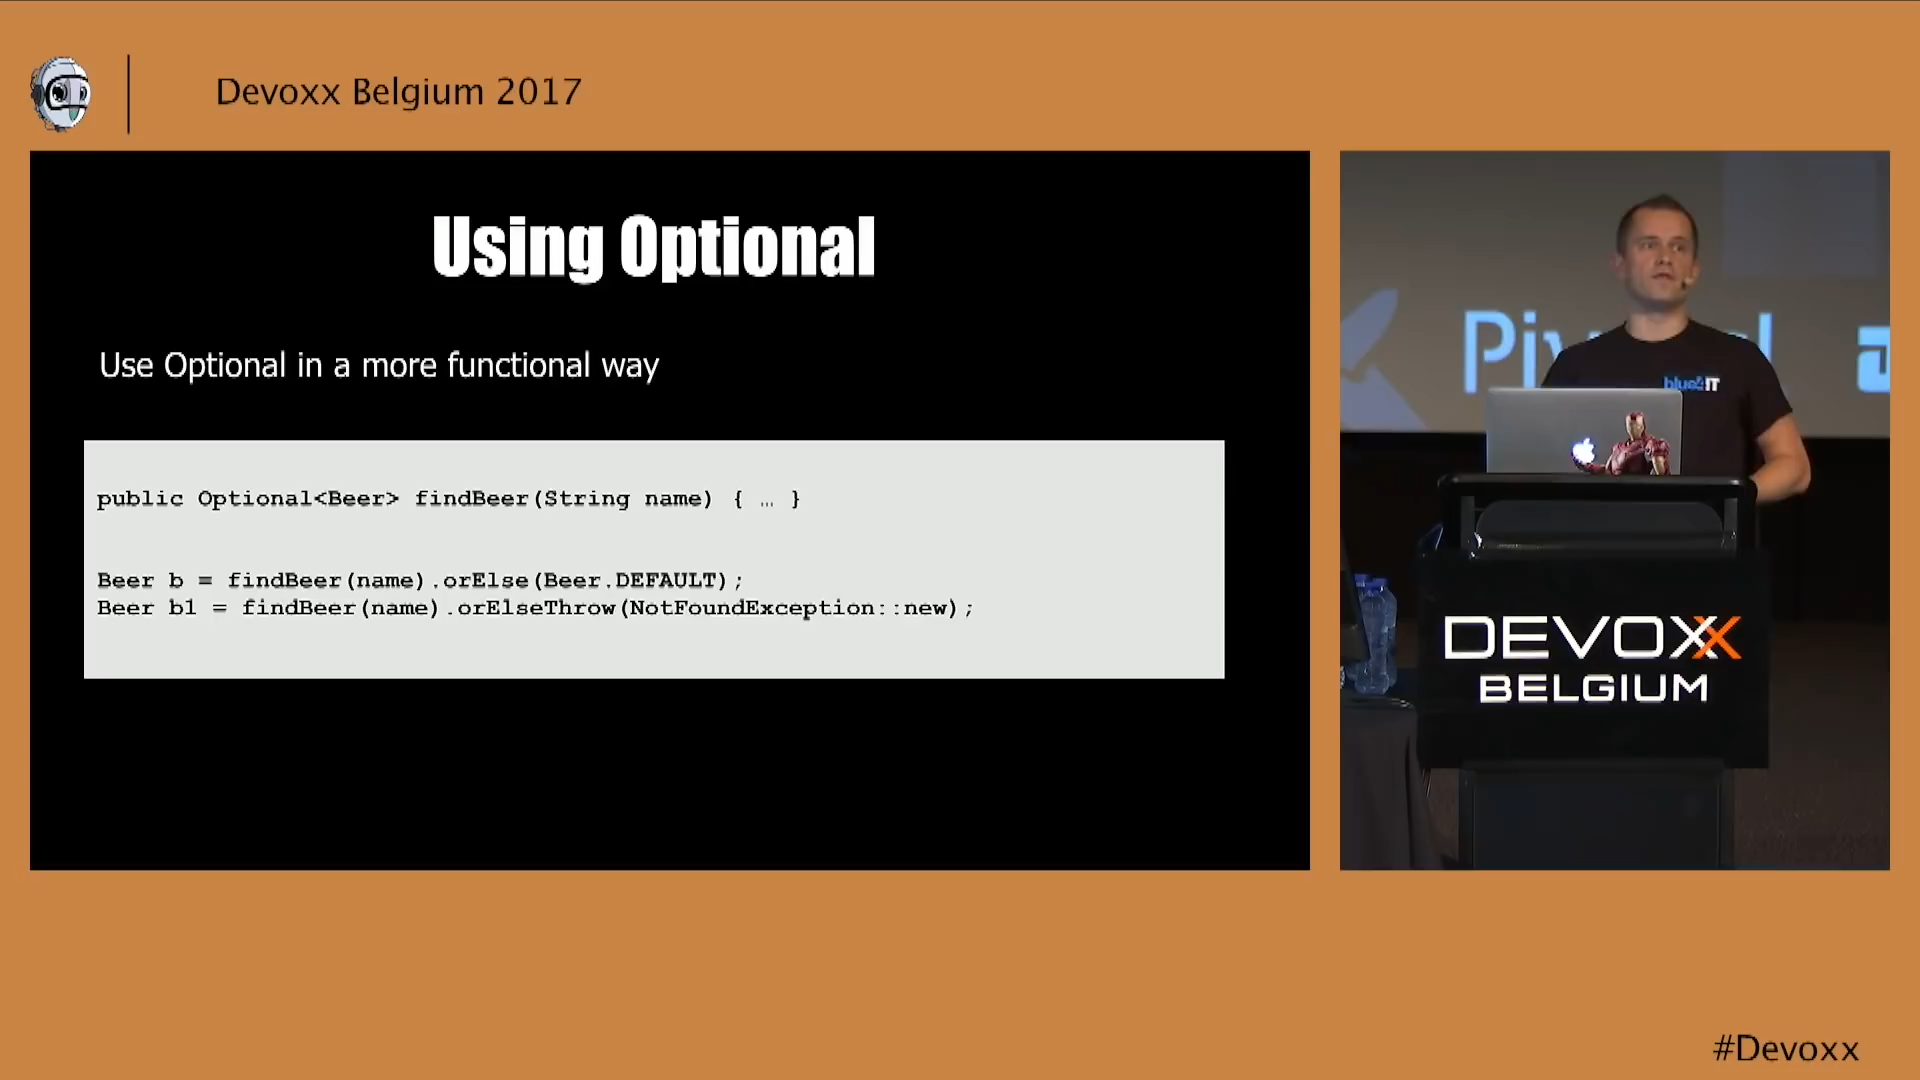 Devoxx Belgium 2017
Using Optional
Use Optional in a more functional way
public Optional<Beer> findBeer(String name) { … }
Beer b = findBeer(name).orElse(Beer.DEFAULT);
Beer b1 = findBeer(name).orElseThrow(NotFoundException::new);
blue4IT
DEVOXX
BELGIUM
#Devoxx